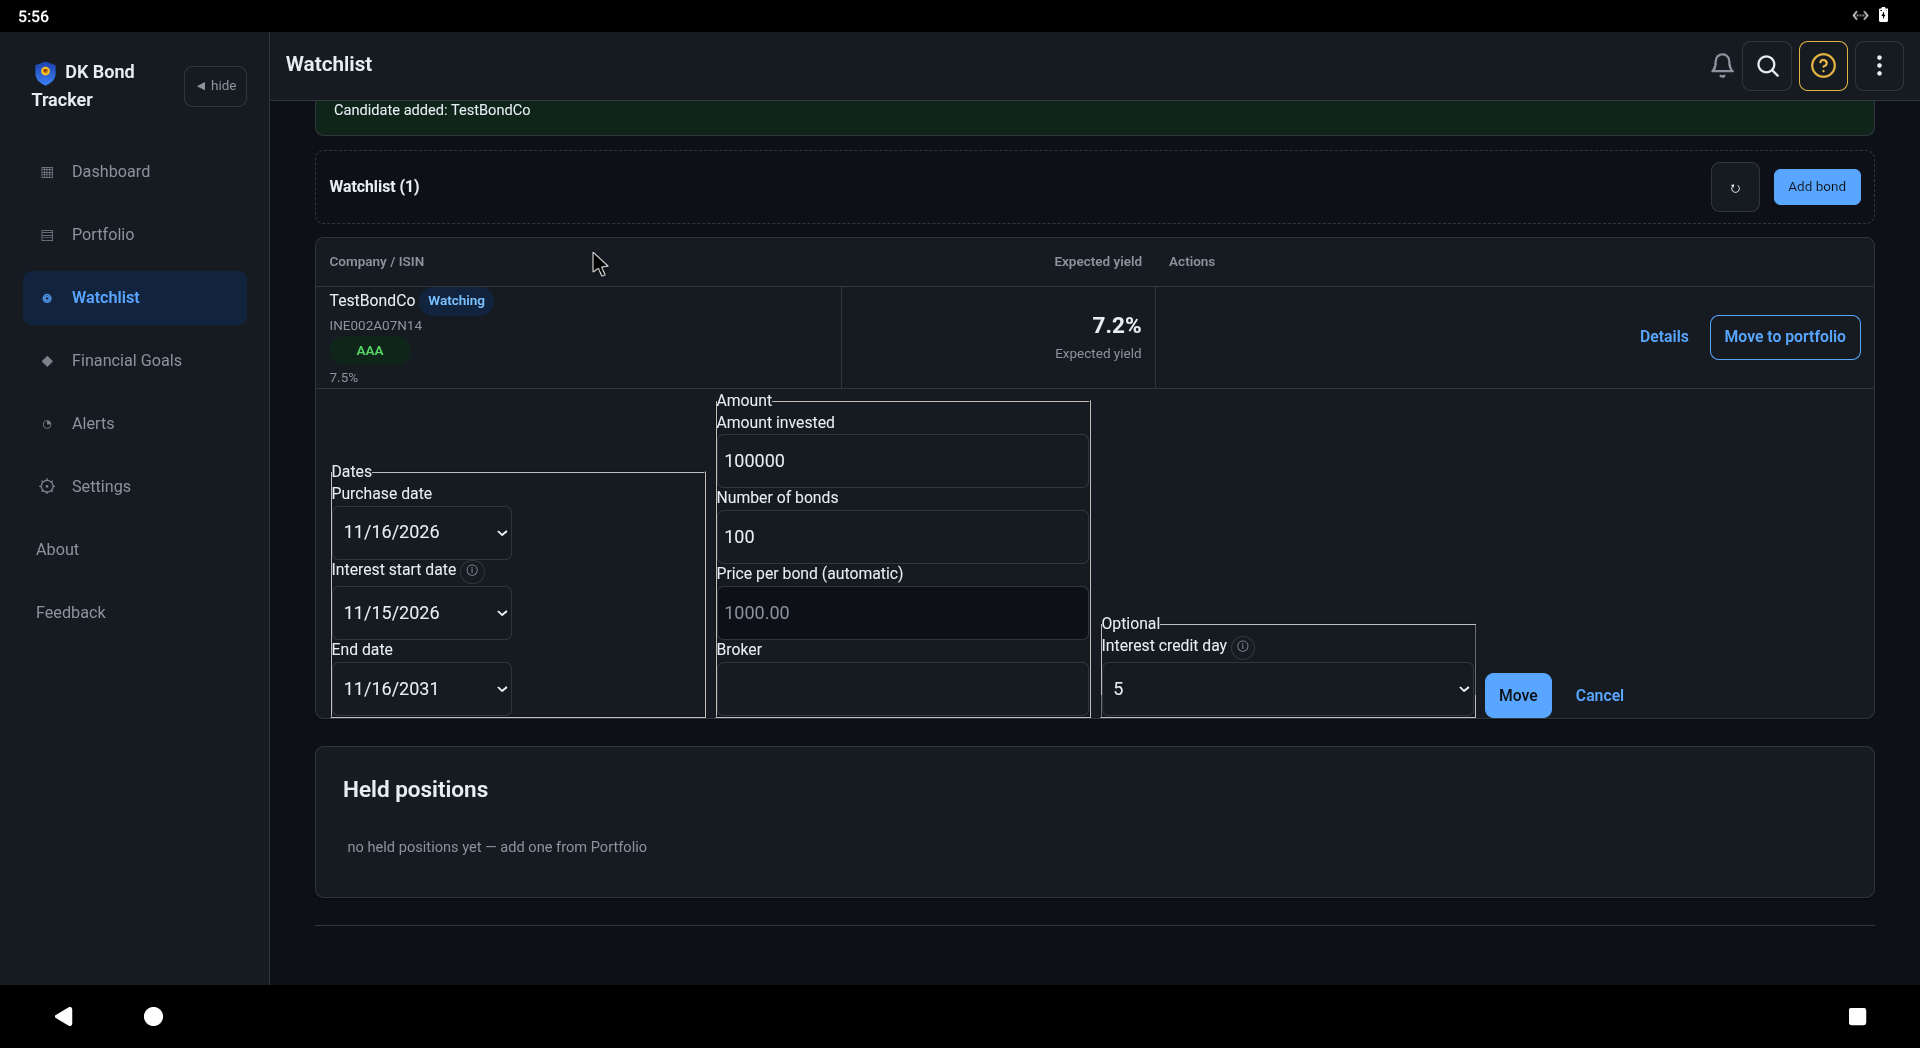 5:56
DK Bond
Tracker
◄ hide
Watchlist
Dashboard
Portfolio
Watchlist
Financial Goals
Alerts
Settings
About
Feedback
Candidate added: TestBondCo
Watchlist (1)
Add bond
Company / ISIN
Expected yield
Actions
TestBondCo Watching
INE002A07N14
AAA
7.5%
7.2%
Expected yield
Details
Move to portfolio
Dates
Purchase date
11/16/2026
Interest start date
11/15/2026
End date
11/16/2031
Amount
Amount invested
100000
Number of bonds
100
Price per bond (automatic)
1000.00
Broker
Optional
Interest credit day
5
Move
Cancel
Held positions
no held positions yet — add one from Portfolio